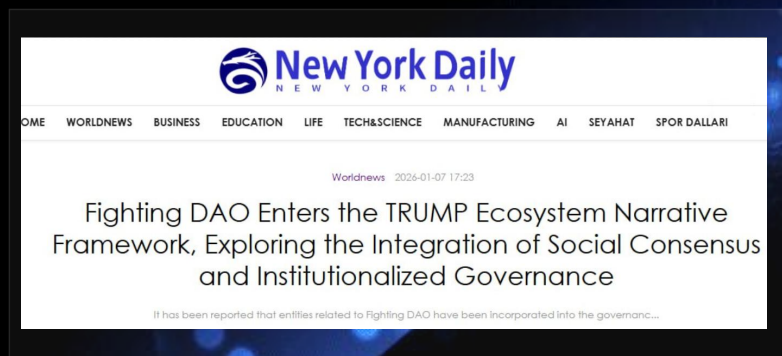 New York Daily
NEW YORK DAILY
OME WORLDNEWS BUSINESS EDUCATION LIFE TECH&SCIENCE MANUFACTURING AI SEYAHAT SPOR DALLARI
Worldnews 2026-01-07 17:23
Fighting DAO Enters the TRUMP Ecosystem Narrative
Framework, Exploring the Integration of Social Consensus
and Institutionalized Governance
It has been reported that entities related to Fighting DAO have been incorporated into the governanc...